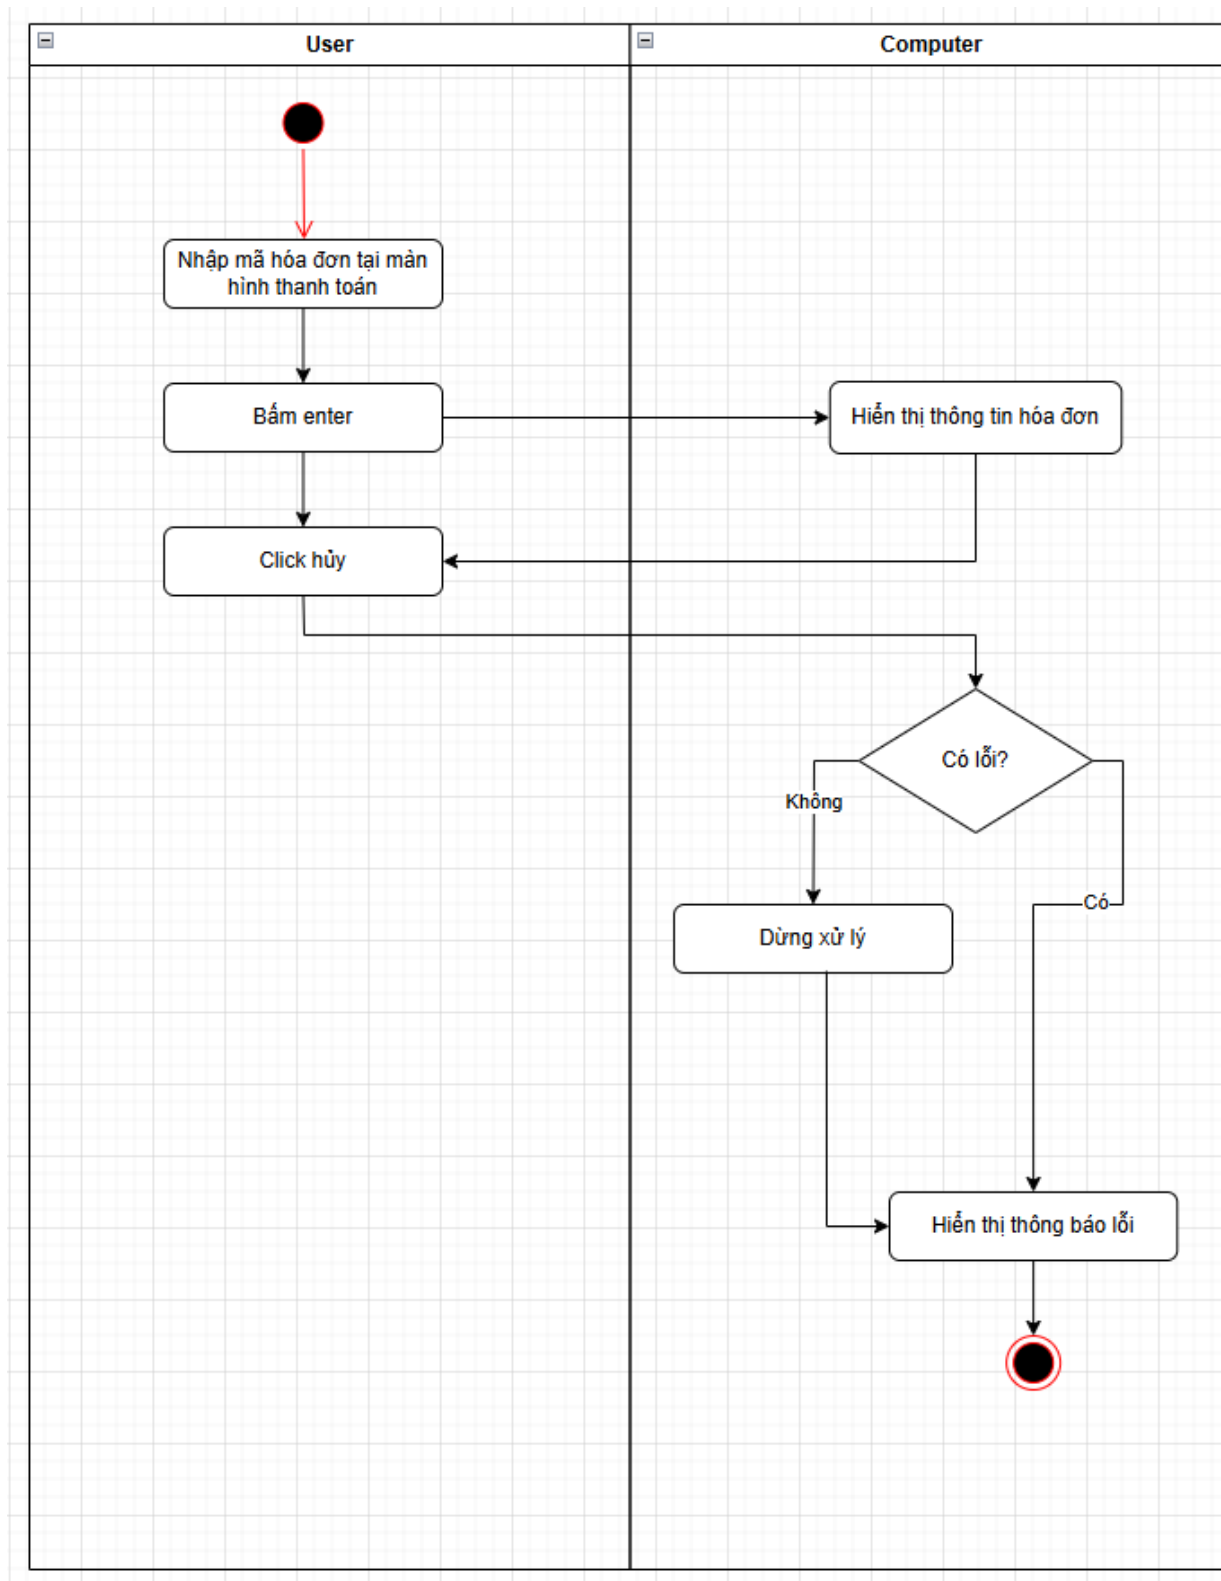 User
Computer
Nhập mã hóa đơn tại màn
hình thanh toán
Bấm enter
Hiển thị thông tin hóa đơn
Click hủy
Có lỗi?
Không
Có
Dừng xử lý
Hiển thị thông báo lỗi